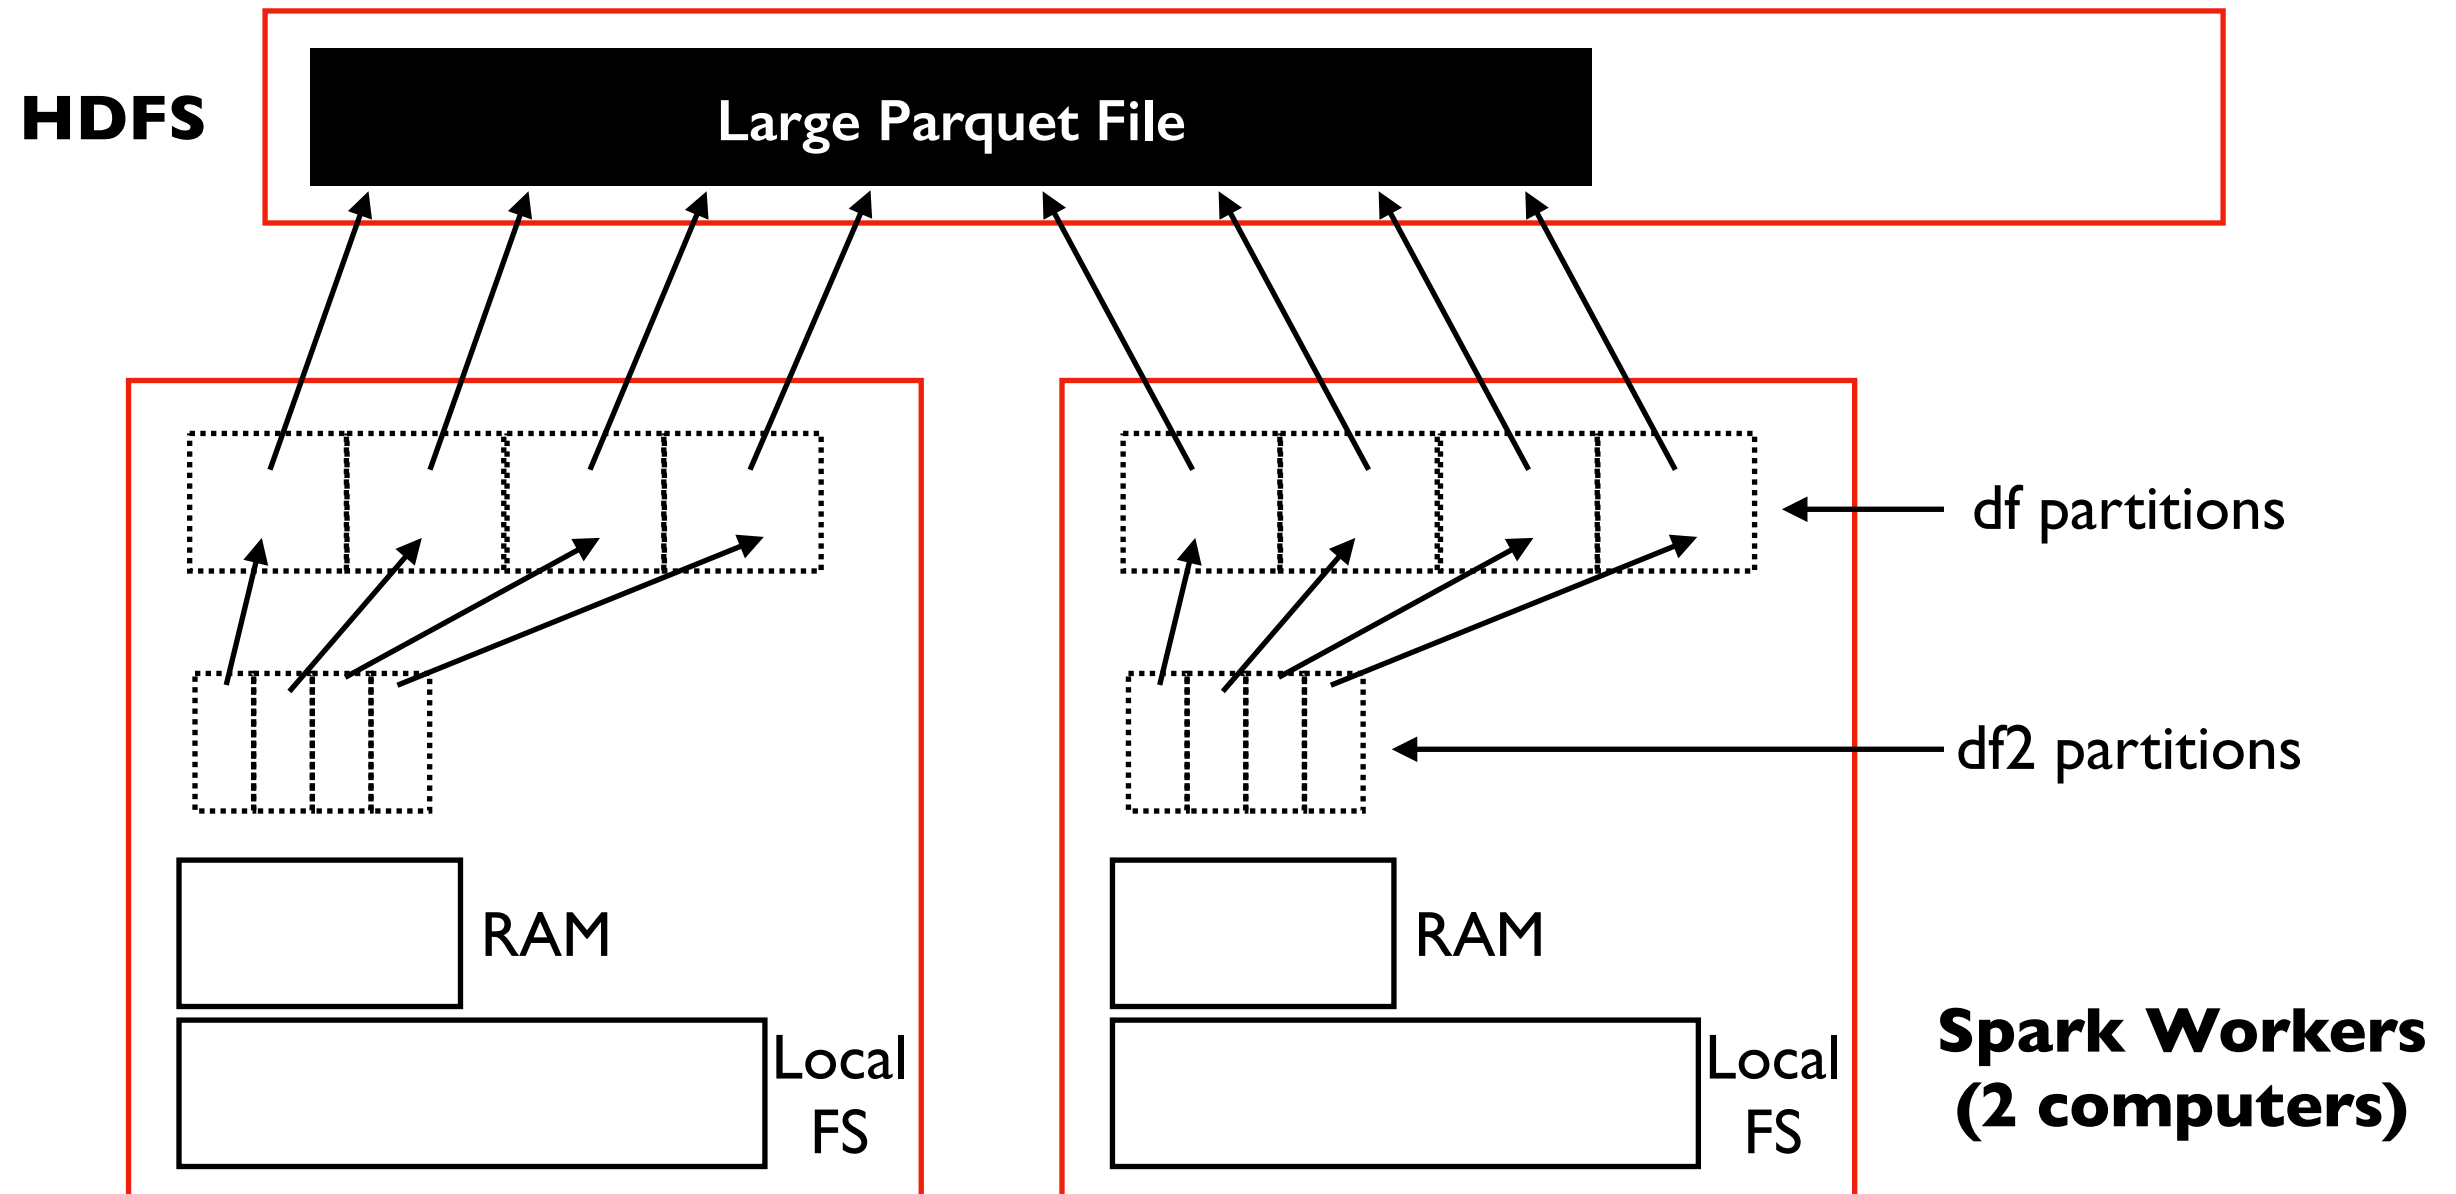 HDFS
Large Parquet File
df partitions
df2 partitions
RAM
RAM
Local
FS
Local
FS
Spark Workers
(2 computers)